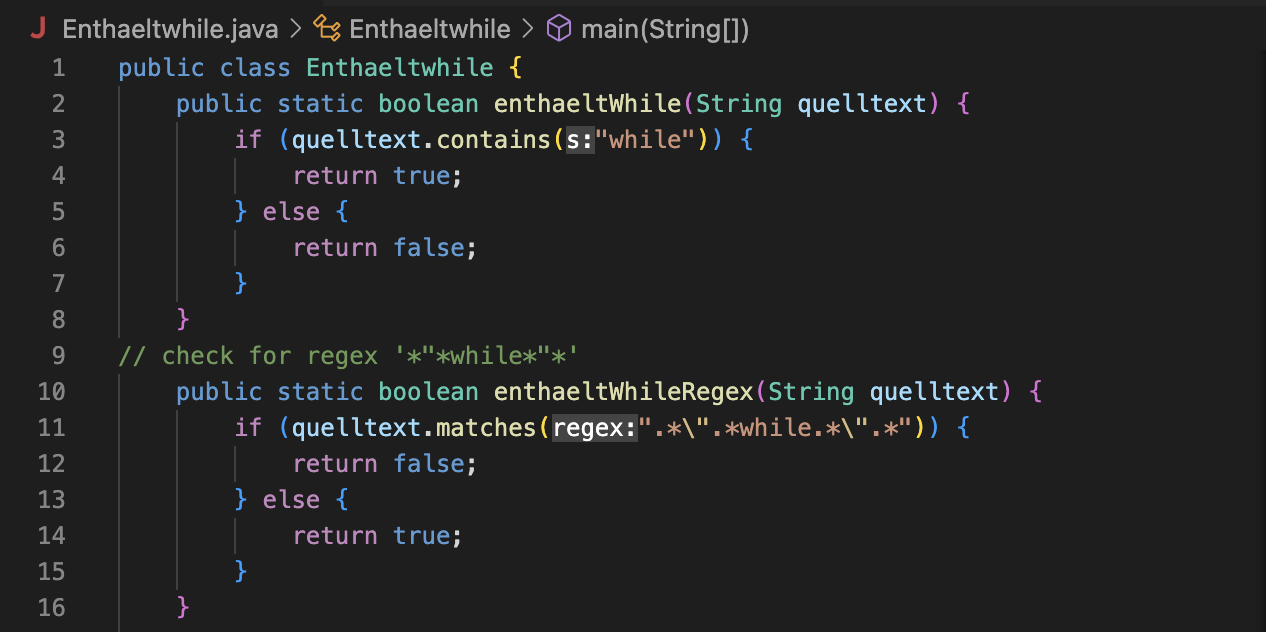 J Enthaeltwhile.java > Enthaeltwhile > main(String[])
1 public class Enthaeltwhile {
2 public static boolean enthaeltWhile(String quelltext) {
3 if (quelltext.contains(s:"while")) {
4 return true;
5 } else {
6 return false;
7 }
8 }
9 // check for regex '*"*while*"*'
10 public static boolean enthaeltWhileRegex(String quelltext) {
11 if (quelltext.matches(regex:".*\".*while.*\".*")) {
12 return false;
13 } else {
14 return true;
15 }
16 }